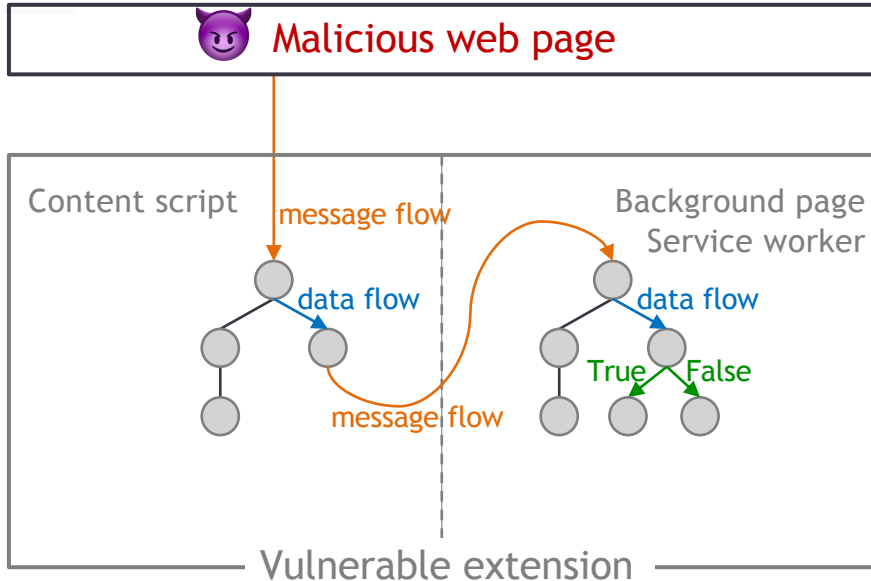 Malicious web page
Content script
message flow
Background page
Service worker
data flow
data flow
True
False
message flow
Vulnerable extension